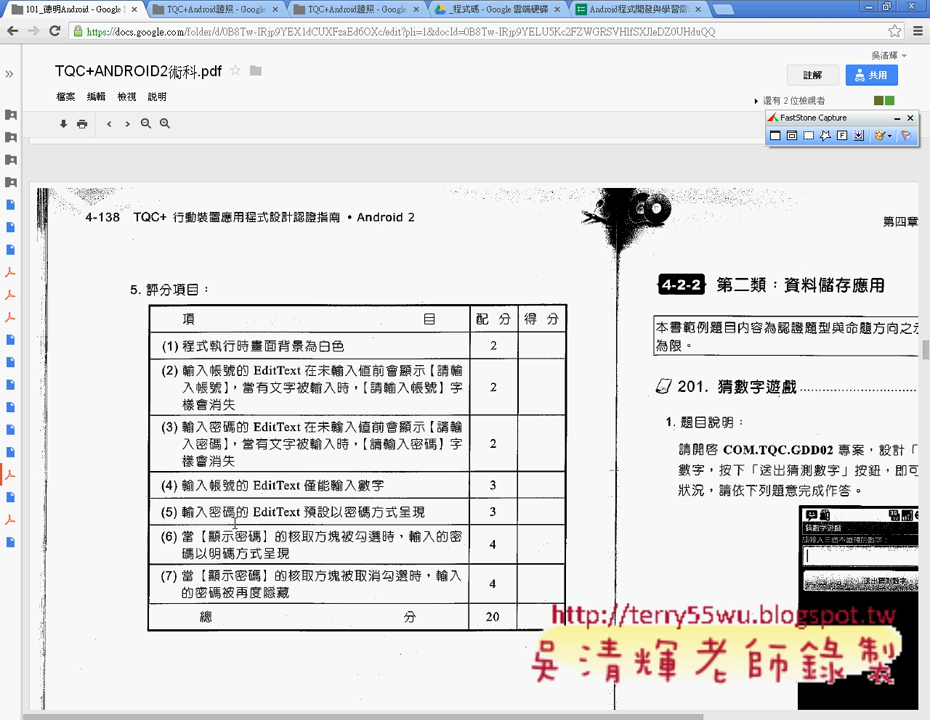 101_德明Android - Google
TQC+Android證照 - Google
TQC+Android證照 - Google
_程式碼 - Google 雲端硬碟
Android程式開發與學習
https://docs.google.com/folder/d/0B8Tw-IRjp9YEX1dCUXFzaEd6OXc/edit?pli=1&docId=0B8Tw-IRjp9YELU5Kc2FZWGRSVHlfSXJleDZ0UHduQQ
吳清輝
TQC+ANDROID2術科.pdf
註解
共用
檔案 編輯 檢視 説明
還有 2 位檢視者
FastStone Capture
4-138 TQC+ 行動裝置應用程式設計認證指南 • Android 2
第四章
5. 評分項目：
項 目 配 分 得 分
(1) 程式執行時畫面背景為白色 2
(2) 輸入帳號的 EditText 在未輸入值前會顯示【請輸
入帳號】，當有文字被輸入時，【請輸入帳號】字
樣會消失 2
(3) 輸入密碼的 EditText 在未輸入值前會顯示【請輸
入密碼】，當有文字被輸入時，【請輸入密碼】字
樣會消失 2
(4) 輸入帳號的 EditText 僅能輸入數字 3
(5) 輸入密碼的 EditText 預設以密碼方式呈現 3
(6) 當【顯示密碼】的核取方塊被勾選時，輸入的密
碼以明碼方式呈現 4
(7) 當【顯示密碼】的核取方塊被取消勾選時，輸入
的密碼被再度隱藏 4
總 分 20
4-2-2 第二類：資料儲存應用
本書範例題目內容為認證題型與命題方向之示
為限。
201. 猜數字遊戲
1. 題目說明：
請開啓 COM.TQC.GDD02 專案，設計「
數字，按下「送出猜測數字」按鈕，即可
狀況，請依下列題意完成作答。
猜數字遊戲
送出猜測數字
http://terry55wu.blogspot.tw
吳清輝老師錄製